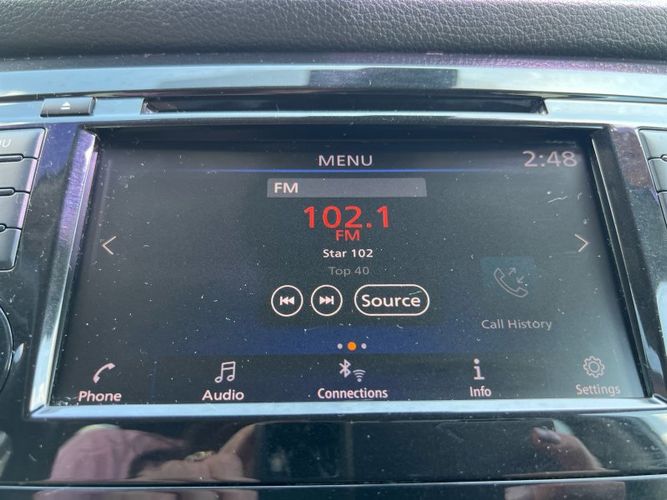 MENU 2:48
FM
102.1
FM
Star 102
Top 40
Source
Call History
Phone Audio Connections Info Settings